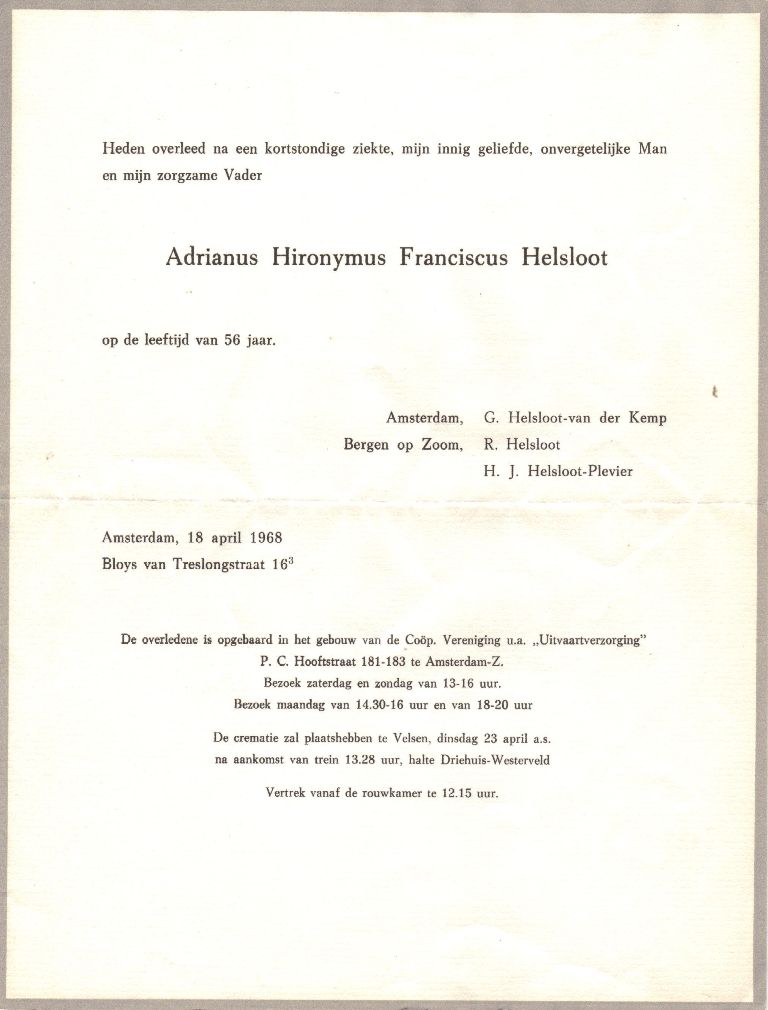 Heden overleed na een kortstondige ziekte, mijn innig geliefde, onvergetelijke Man
en mijn zorgzame Vader
Adrianus Hironymus Franciscus Helsloot
op de leeftijd van 56 jaar.
Amsterdam, G. Helsloot-van der Kemp
Bergen op Zoom, R. Helsloot
H. J. Helsloot-Plevier
Amsterdam, 18 april 1968
Bloys van Treslongstraat 16³
De overledene is opgebaard in het gebouw van de Coöp. Vereniging u.a. „Uitvaartverzorging”
P. C. Hooftstraat 181-183 te Amsterdam-Z.
Bezoek zaterdag en zondag van 13-16 uur.
Bezoek maandag van 14.30-16 uur en van 18-20 uur
De crematie zal plaatshebben te Velsen, dinsdag 23 april a.s.
na aankomst van trein 13.28 uur, halte Driehuis-Westerveld
Vertrek vanaf de rouwkamer te 12.15 uur.